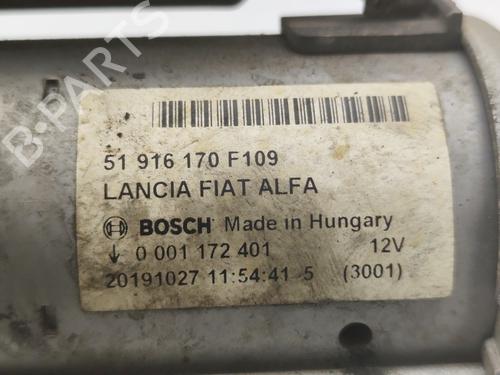 51 916 170 F109
LANCIA FIAT ALFA
BOSCH Made in Hungary
↓ 0 001 172 401 12V
20191027 11:54:41 5 (3001)
B-PARTS